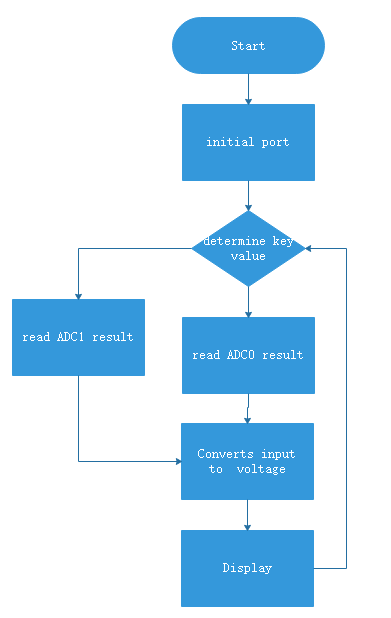 Start
initial port
determine key
value
read ADC1 result
read ADC0 result
Converts input
to voltage
Display